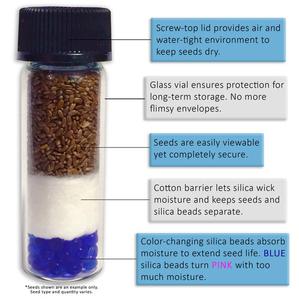 Screw-top lid provides air and
water-tight environment to
keep seeds dry.
Glass vial ensures protection for
long-term storage. No more
flimsy envelopes.
Seeds are easily viewable
yet completely secure.
Cotton barrier lets silica wick
moisture and keeps seeds and
silica beads separate.
Color-changing silica beads absorb
moisture to extend seed life. BLUE
silica beads turn PINK with too
much moisture.
*Seeds shown are an example only.
Seed type and quantity varies.